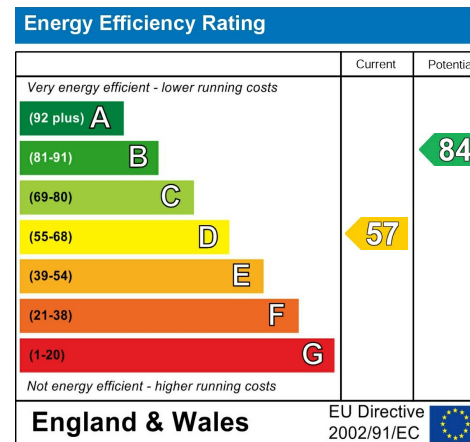 Energy Efficiency Rating
Current Potentia
Very energy efficient - lower running costs
(92 plus) A
(81-91) B
84
(69-80) C
(55-68) D
57
(39-54) E
(21-38) F
(1-20) G
Not energy efficient - higher running costs
England & Wales
EU Directive
2002/91/EC